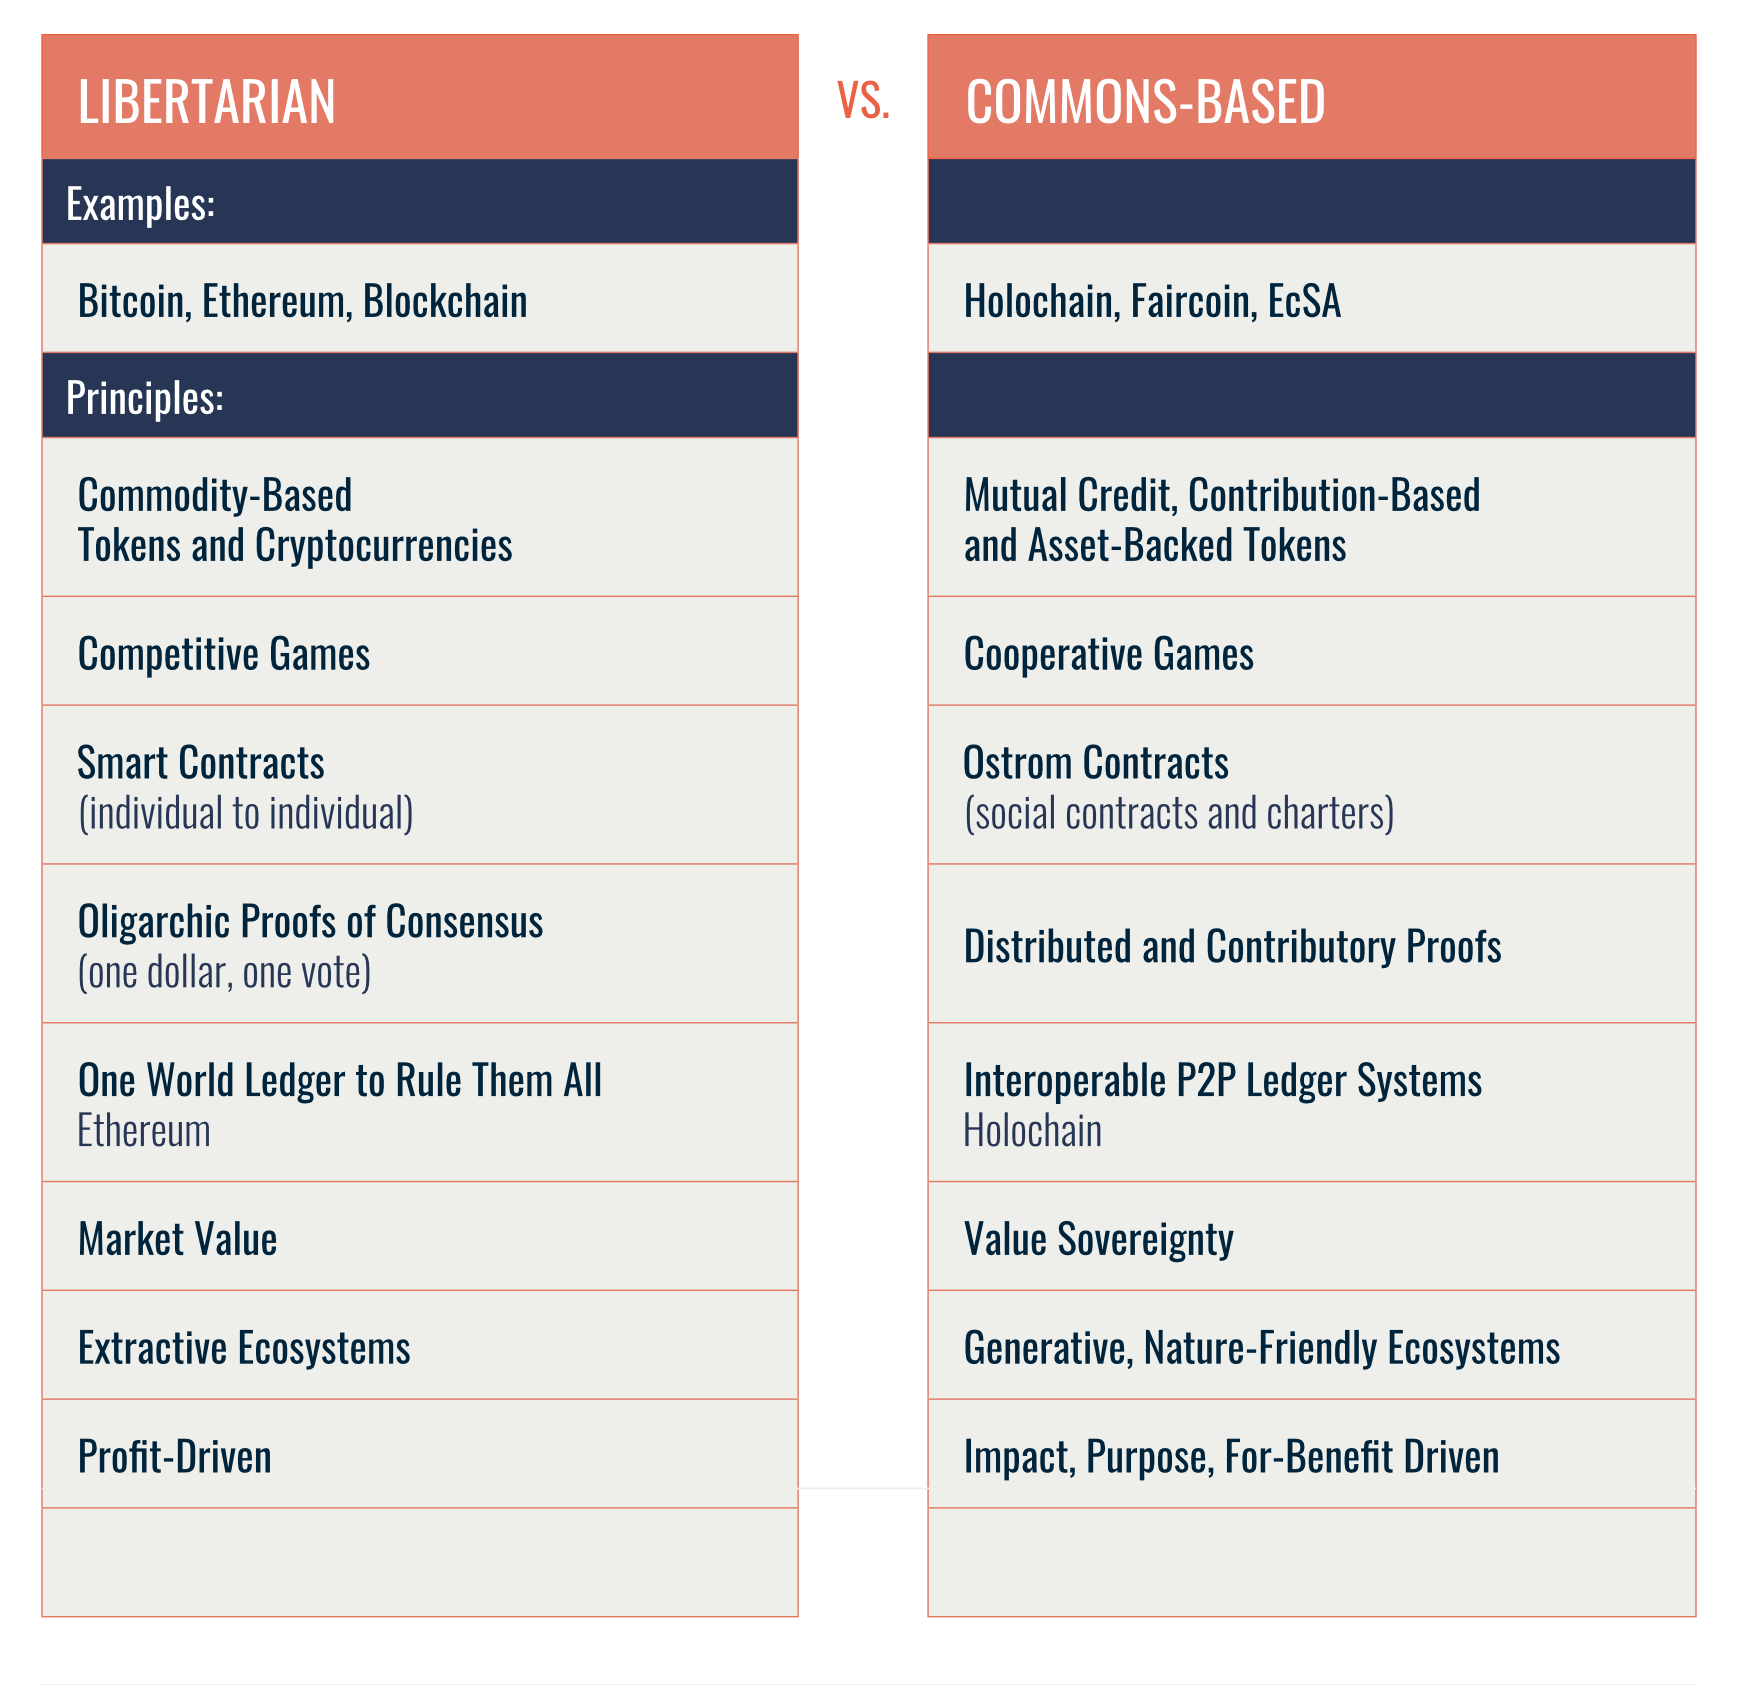 LIBERTARIAN
VS.
COMMONS-BASED
Examples:
Bitcoin, Ethereum, Blockchain
Holochain, Faircoin, EcSA
Principles:
Commodity-Based
Tokens and Cryptocurrencies
Mutual Credit, Contribution-Based
and Asset-Backed Tokens
Competitive Games
Cooperative Games
Smart Contracts
(individual to individual)
Ostrom Contracts
(social contracts and charters)
Oligarchic Proofs of Consensus
(one dollar, one vote)
Distributed and Contributory Proofs
One World Ledger to Rule Them All
Ethereum
Interoperable P2P Ledger Systems
Holochain
Market Value
Value Sovereignty
Extractive Ecosystems
Generative, Nature-Friendly Ecosystems
Profit-Driven
Impact, Purpose, For-Benefit Driven